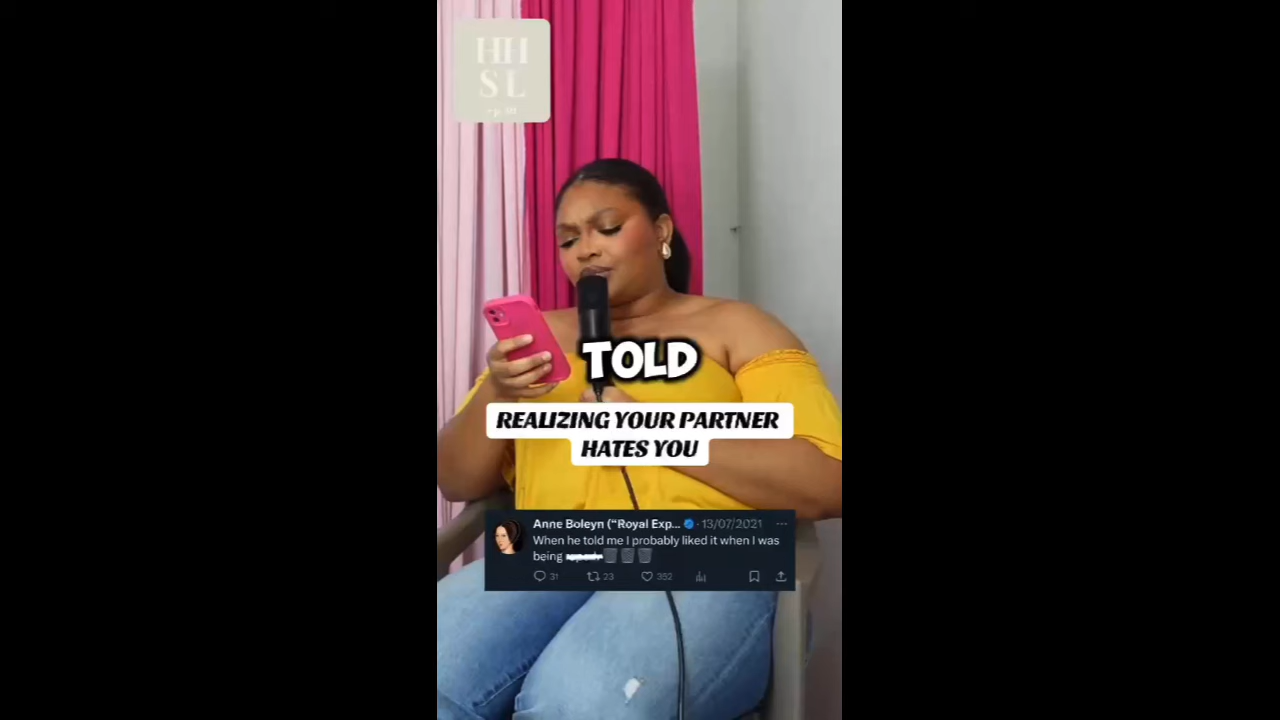 HH
SL
TOLD
REALIZING YOUR PARTNER
HATES YOU
Anne Boleyn ("Royal Exp... · 13/07/2021 ...
When he told me I probably liked it when I was
being
31 23 352